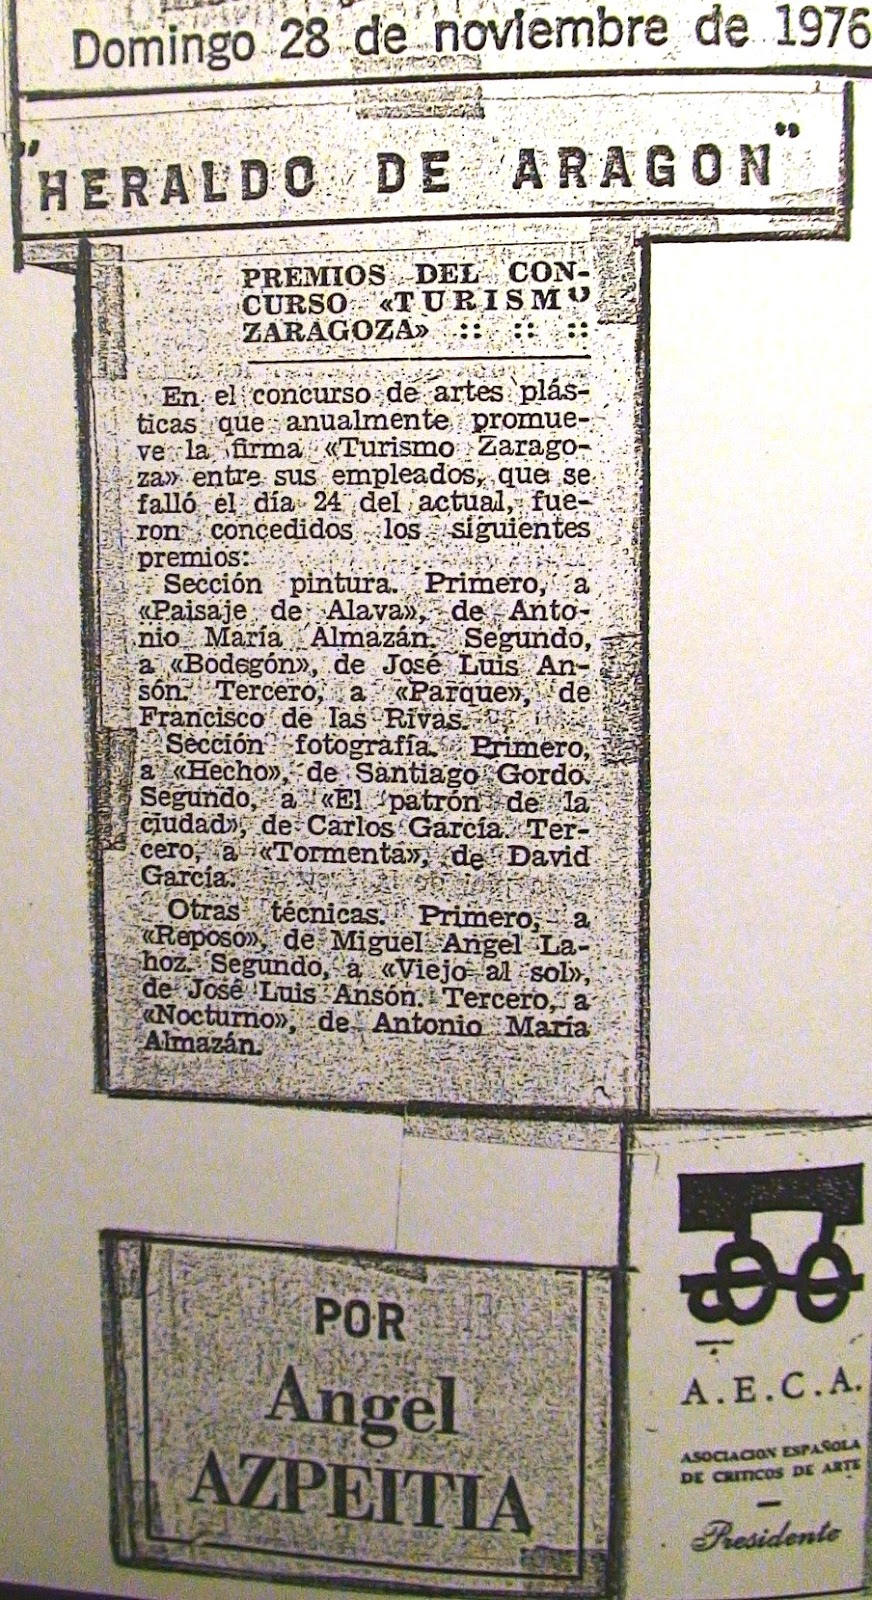 Domingo 28 de noviembre de 1976
"HERALDO DE ARAGON"
PREMIOS DEL CON-
CURSO «TURISMO
ZARAGOZA» :: :: ::
En el concurso de artes plás-
ticas que anualmente promue-
ve la firma «Turismo Zarago-
za» entre sus empleados, que se
falló el día 24 del actual, fue-
ron concedidos los siguientes
premios:
Sección pintura. Primero, a
«Paisaje de Alava», de Anto-
nio María Almazán. Segundo,
a «Bodegón», de José Luis An-
són. Tercero, a «Parque», de
Francisco de las Rivas.
Sección fotografía. Primero,
a «Hecho», de Santiago Gordo.
Segundo, a «El patrón de la
ciudad», de Carlos García. Ter-
cero, a «Tormenta», de David
García.
Otras técnicas. Primero, a
«Reposo», de Miguel Angel La-
hoz. Segundo, a «Viejo al sol»,
de José Luis Ansón. Tercero, a
«Nocturno», de Antonio María
Almazán.
POR
Angel
AZPEITIA
A.E.C.A.
ASOCIACION ESPAÑOLA
DE CRITICOS DE ARTE
Presidente